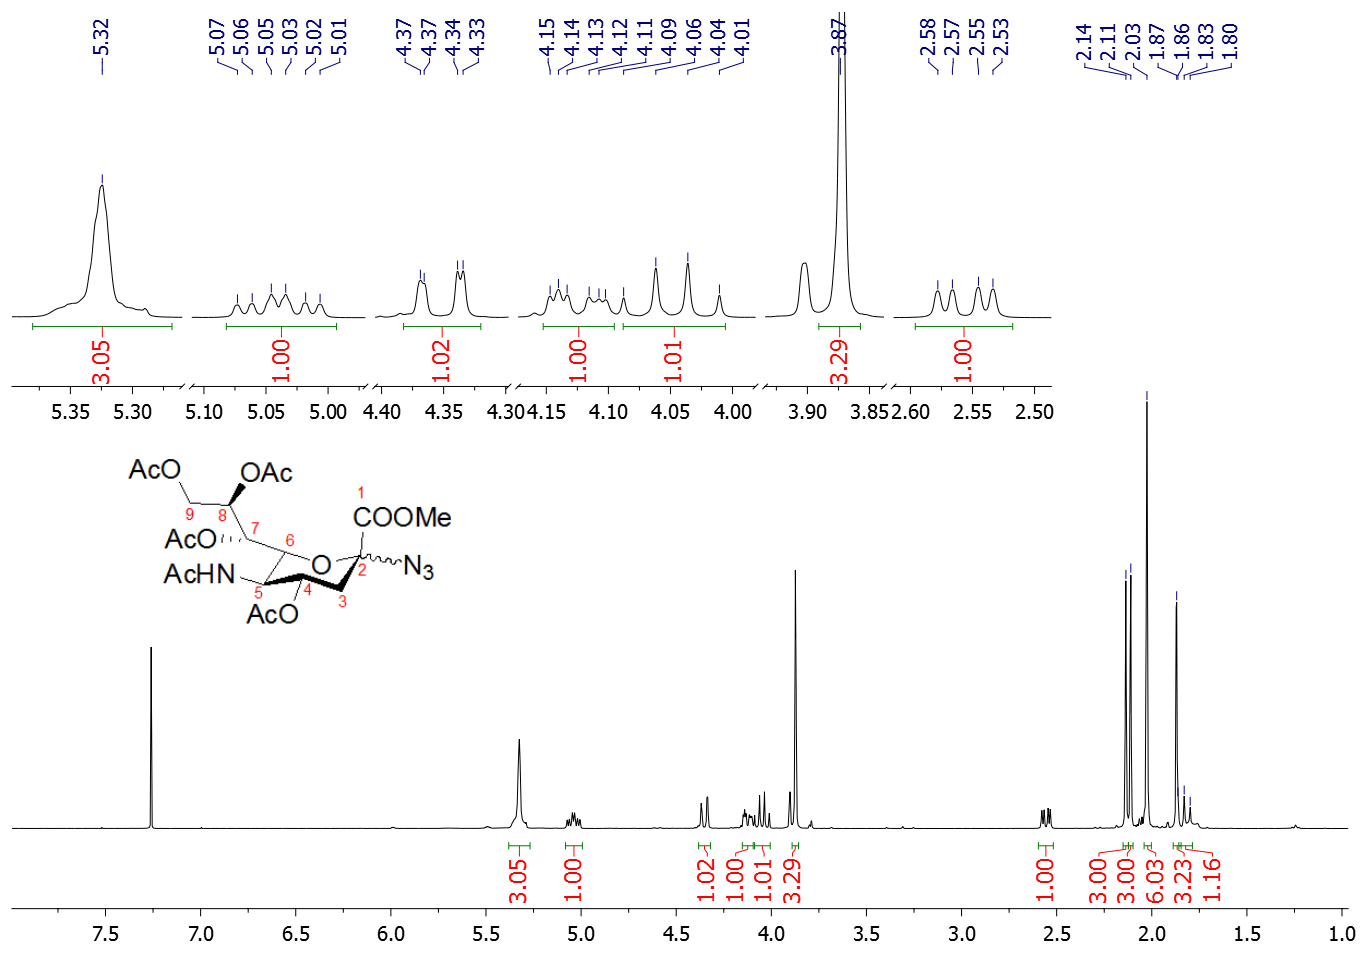 5.32 5.07 5.06 5.05 5.03 5.02 5.01 4.37 4.37 4.34 4.33 4.15 4.14 4.13 4.12 4.11 4.09 4.06 4.04 4.01 3.87 2.58 2.57 2.55 2.53 2.14 2.11 2.03 1.87 1.86 1.83 1.80
3.05 1.00 1.02 1.00 1.01 3.29 1.00
5.35 5.30 5.10 5.05 5.00 4.40 4.35 4.30 4.15 4.10 4.05 4.00 3.90 3.85 2.60 2.55 2.50
AcO OAc
9 8 1 COOMe
AcO 7 6 O
AcHN 5 4 2 N3
AcO 3
3.05 1.00 1.02 1.00 1.01 3.29 1.00 3.00 3.00 6.03 3.23 1.16
7.5 7.0 6.5 6.0 5.5 5.0 4.5 4.0 3.5 3.0 2.5 2.0 1.5 1.0